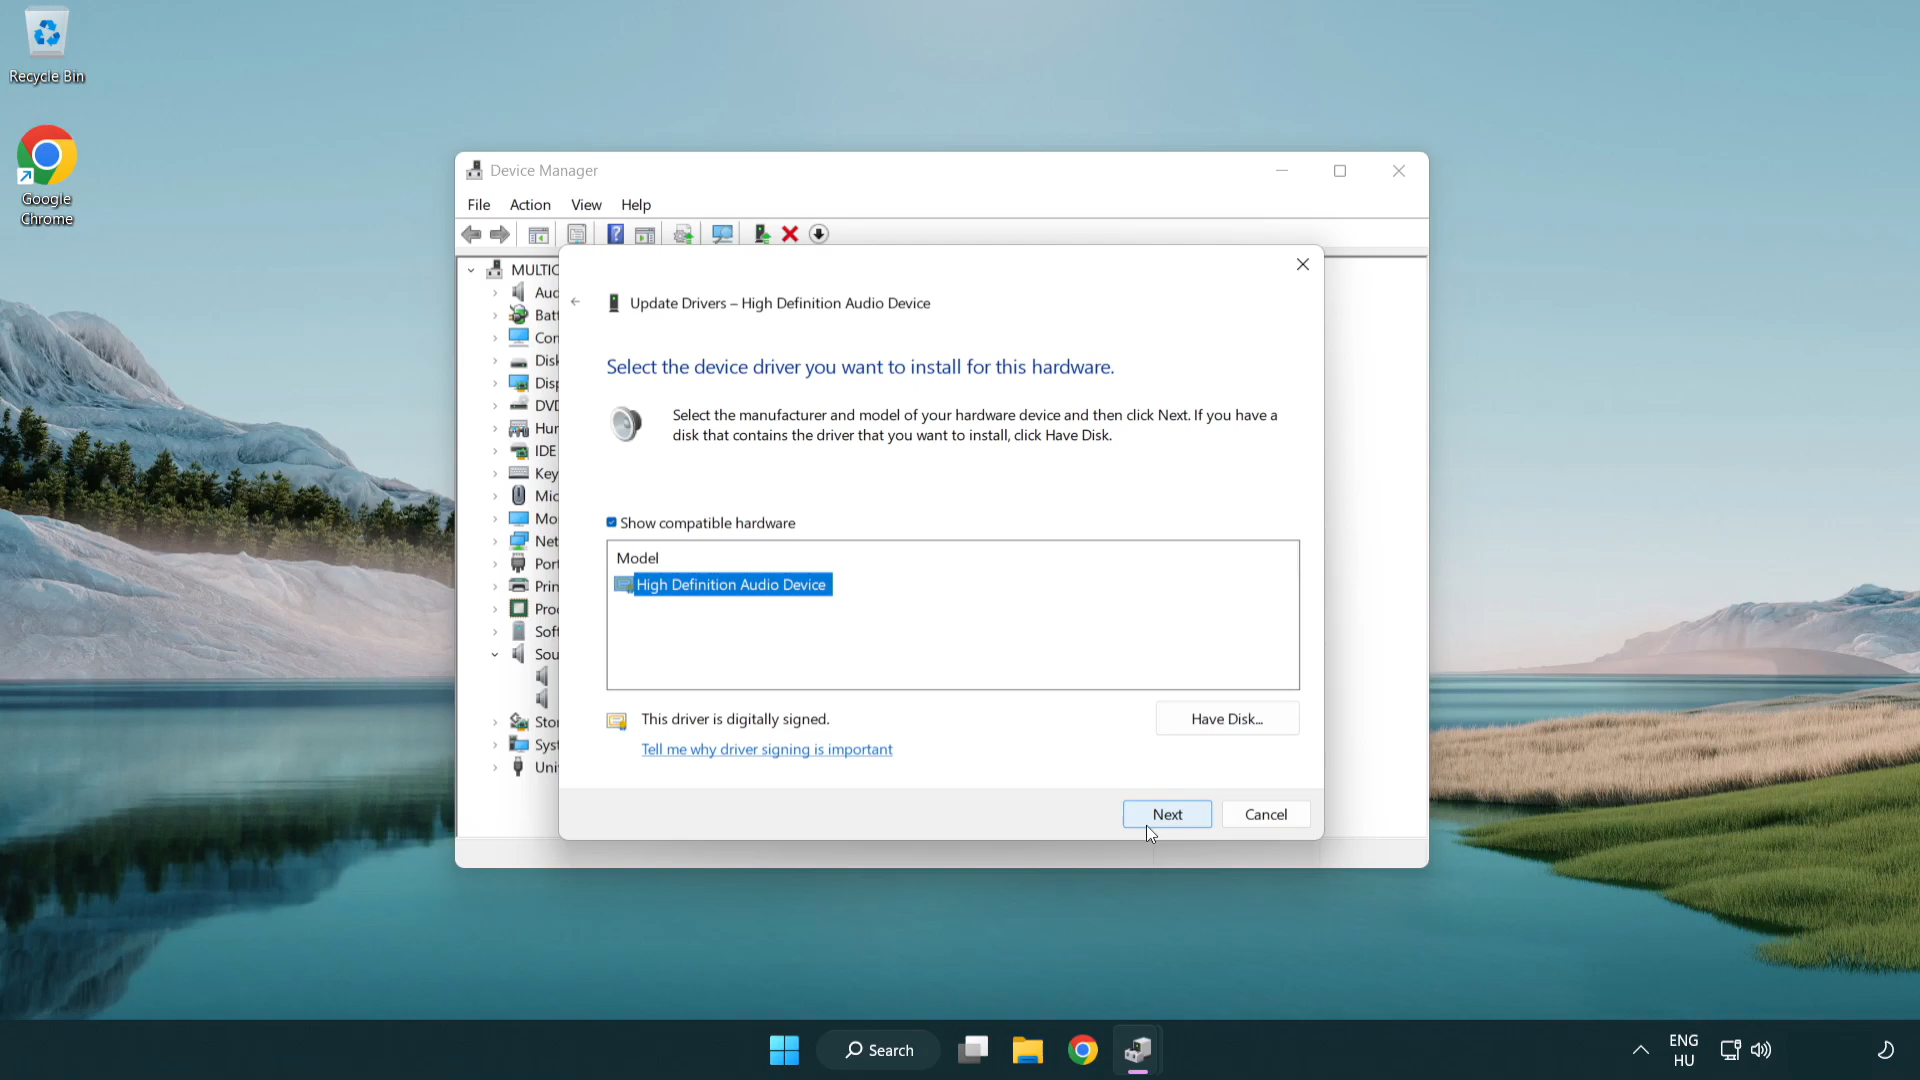 Recycle Bin
Google
Chrome
Device Manager
File Action View Help
MULTIC
Aud
Batt
Com
Disk
Disp
DVD
Hum
IDE
Key
Mic
Mo
Net
Port
Prin
Proc
Soft
Sou
Stor
Syst
Uni
Update Drivers – High Definition Audio Device
Select the device driver you want to install for this hardware.
Select the manufacturer and model of your hardware device and then click Next. If you have a
disk that contains the driver that you want to install, click Have Disk.
Show compatible hardware
Model
High Definition Audio Device
This driver is digitally signed.
Have Disk...
Tell me why driver signing is important
Next
Cancel
Search
ENG
HU